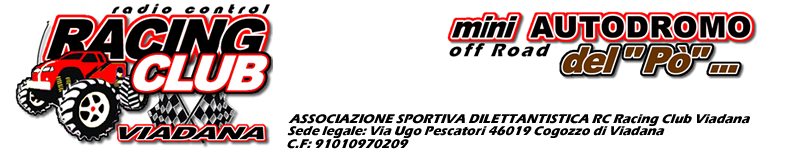 radio control
RACING
CLUB
VIADANA
mini AUTODROMO
off Road del "Pò"...
ASSOCIAZIONE SPORTIVA DILETTANTISTICA RC Racing Club Viadana
Sede legale: Via Ugo Pescatori 46019 Cogozzo di Viadana
C.F: 91010970209